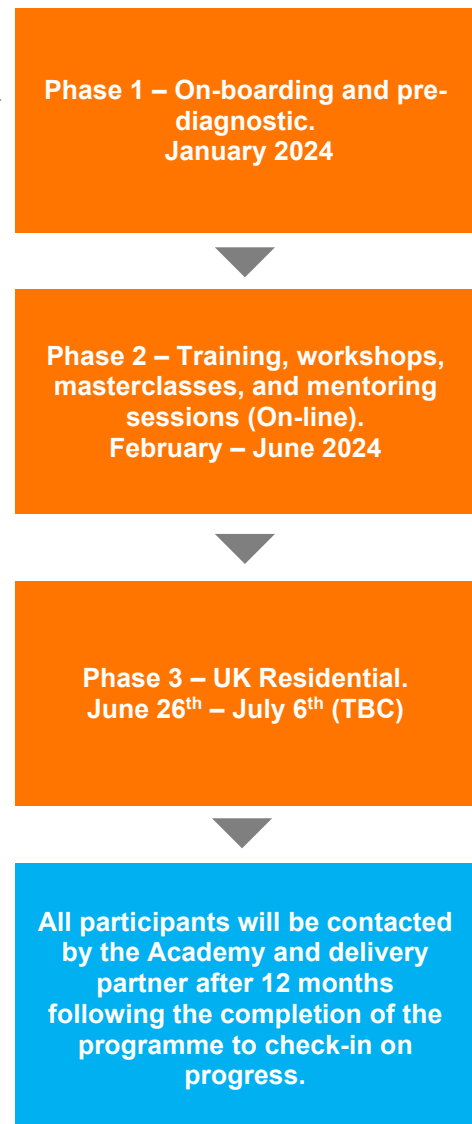 Phase 1 – On-boarding and pre-
diagnostic.
January 2024
Phase 2 – Training, workshops,
masterclasses, and mentoring
sessions (On-line).
February – June 2024
Phase 3 – UK Residential.
June 26th – July 6th (TBC)
All participants will be contacted
by the Academy and delivery
partner after 12 months
following the completion of the
programme to check-in on
progress.